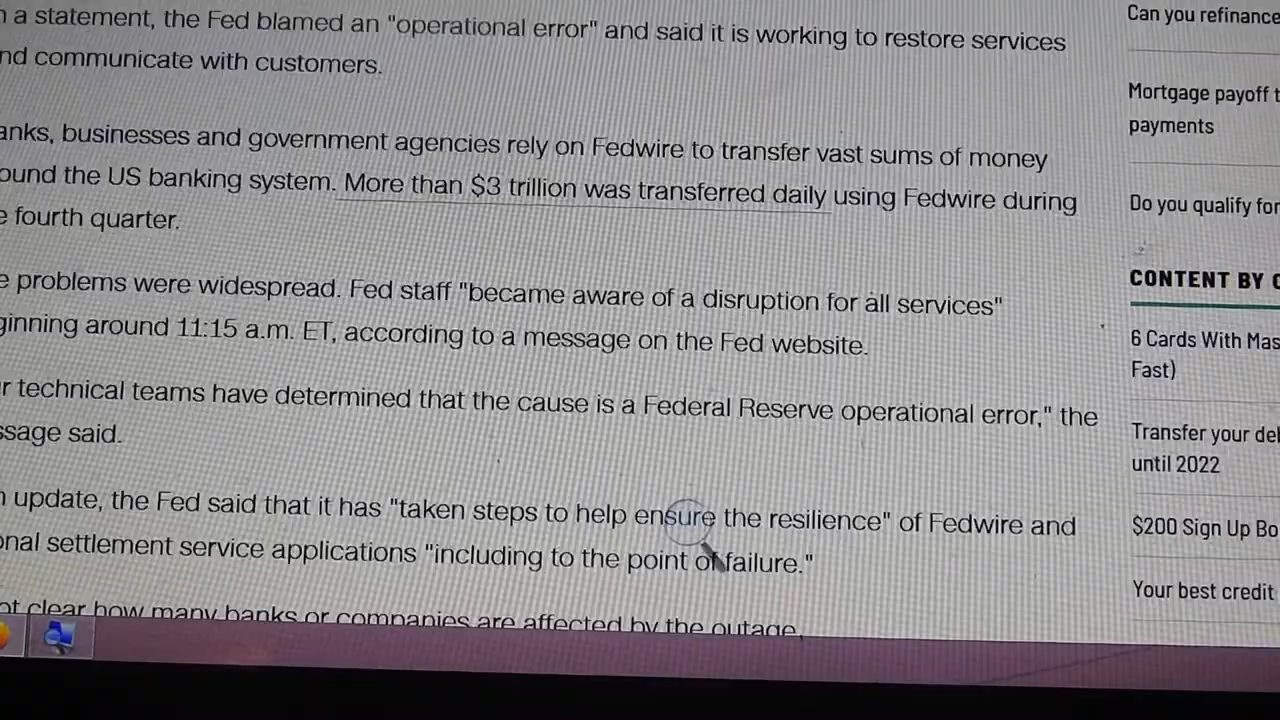 n a statement, the Fed blamed an "operational error" and said it is working to restore services
nd communicate with customers.
anks, businesses and government agencies rely on Fedwire to transfer vast sums of money
ound the US banking system. More than $3 trillion was transferred daily using Fedwire during
e fourth quarter.
e problems were widespread. Fed staff "became aware of a disruption for all services"
ginning around 11:15 a.m. ET, according to a message on the Fed website.
r technical teams have determined that the cause is a Federal Reserve operational error," the
ssage said.
n update, the Fed said that it has "taken steps to help ensure the resilience" of Fedwire and
onal settlement service applications "including to the point of failure."
ot clear how many banks or companies are affected by the outage.
Can you refinance
Mortgage payoff t
payments
Do you qualify for
CONTENT BY
6 Cards With Mas
Fast)
Transfer your deb
until 2022
$200 Sign Up Bo
Your best credit